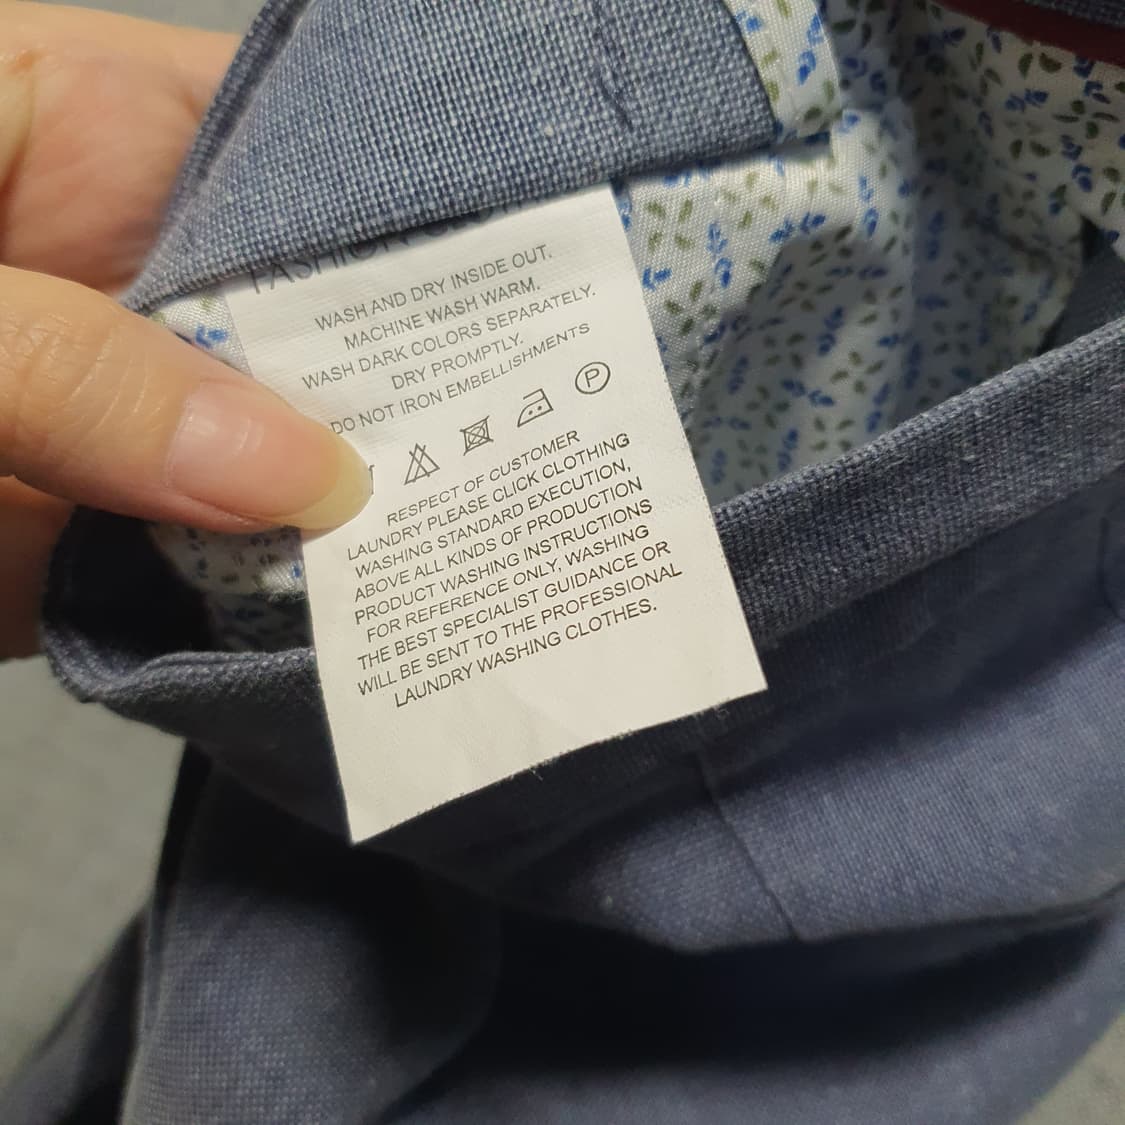 FASHION
WASH AND DRY INSIDE OUT.
MACHINE WASH WARM.
WASH DARK COLORS SEPARATELY.
DRY PROMPTLY.
DO NOT IRON EMBELLISHMENTS
P
RESPECT OF CUSTOMER
LAUNDRY PLEASE CLICK CLOTHING
WASHING STANDARD EXECUTION,
ABOVE ALL KINDS OF PRODUCTION
PRODUCT WASHING INSTRUCTIONS
FOR REFERENCE ONLY, WASHING
THE BEST SPECIALIST GUIDANCE OR
WILL BE SENT TO THE PROFESSIONAL
LAUNDRY WASHING CLOTHES.